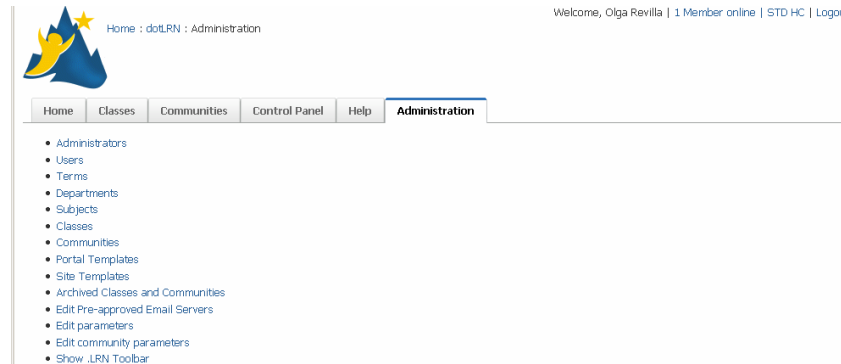 Welcome, Olga Revilla | 1 Member online | STD HC |
Home : dotLRN : Administration
Home Classes Communities Control Panel Help Administration
Administrators
Users
Terms
Departments
Subjects
Classes
Communities
Portal Templates
Site Templates
Archived Classes and Communities
Edit Pre-approved Email Servers
Edit parameters
Edit community parameters
Show .LRN Toolbar